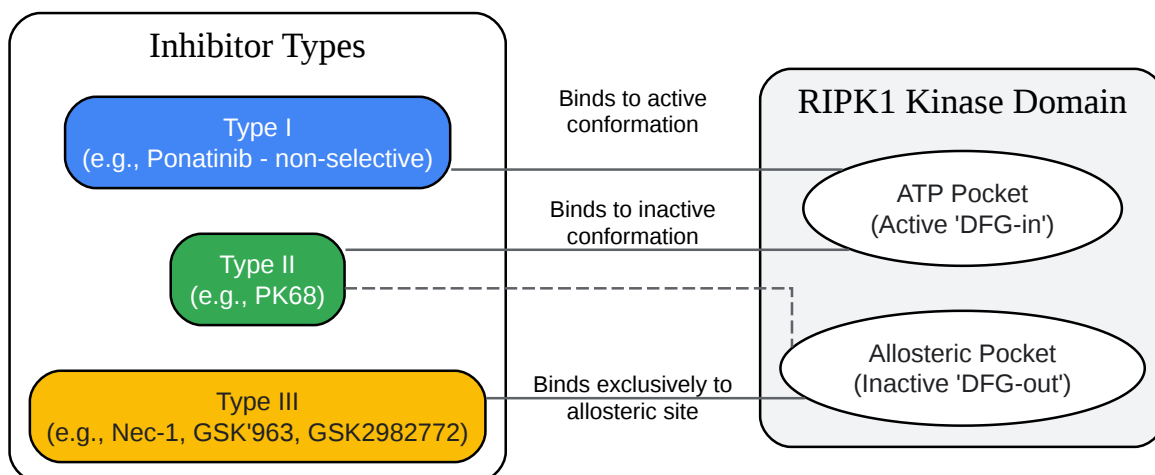 Inhibitor Types
Type I
(e.g., Ponatinib - non-selective)
Type II
(e.g., PK68)
Type III
(e.g., Nec-1, GSK'963, GSK2982772)
Binds to active
conformation
Binds to inactive
conformation
Binds exclusively to
allosteric site
RIPK1 Kinase Domain
ATP Pocket
(Active 'DFG-in')
Allosteric Pocket
(Inactive 'DFG-out')